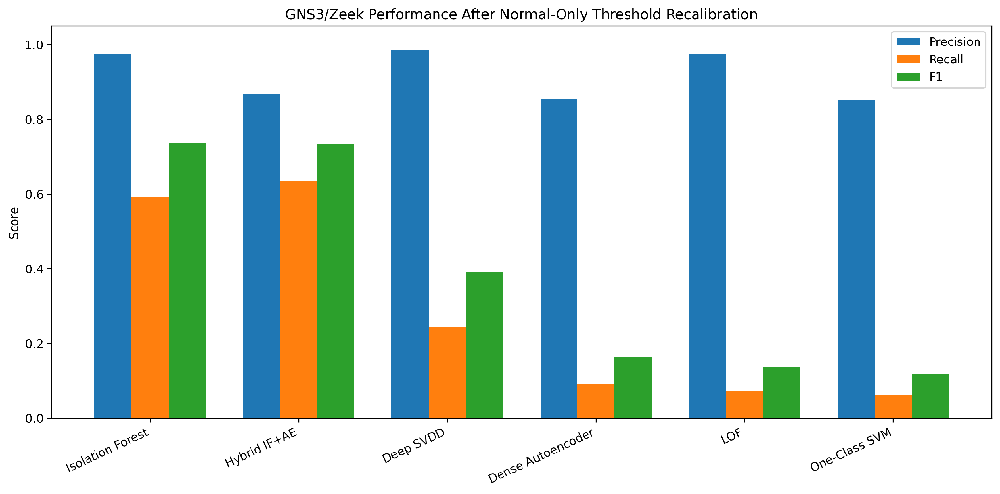 GNS3/Zeek Performance After Normal-Only Threshold Recalibration
Precision
Recall
F1
Score
1.0
0.8
0.6
0.4
0.2
0.0
Isolation Forest
Hybrid IF+AE
Deep SVDD
Dense Autoencoder
LOF
One-Class SVM